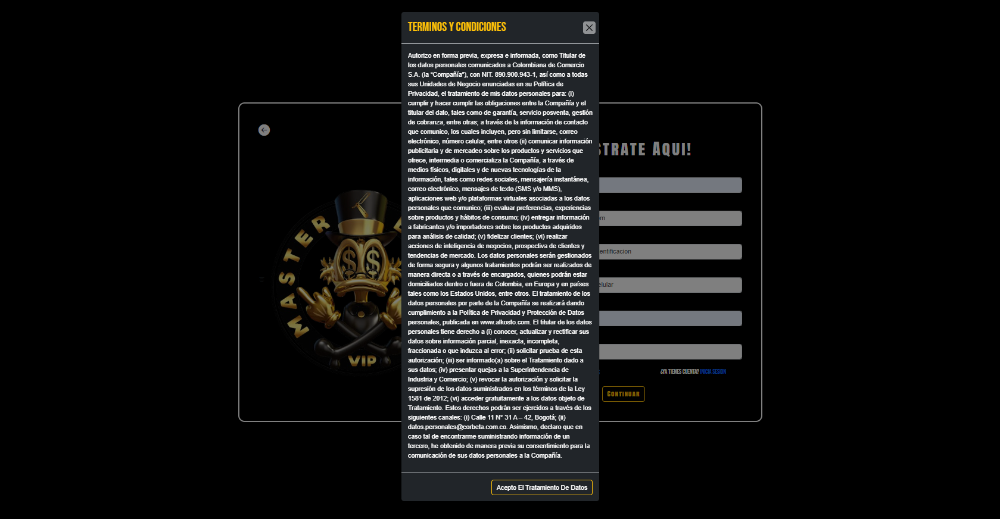 TERMINOS Y CONDICIONES
Autorizo en forma previa, expresa e informada, como Titular de
los datos personales comunicados a Colombiana de Comercio
S.A. (la “Compañía”), con NIT. 890.900.943-1, así como a todas
sus Unidades de Negocio enunciadas en su Política de
Privacidad, el tratamiento de mis datos personales para: (i)
cumplir y hacer cumplir las obligaciones entre la Compañía y el
titular del dato, tales como de garantía, servicio posventa, gestión
de cobranza, entre otras; a través de la información de contacto
que comunico, los cuales incluyen, pero sin limitarse, correo
electrónico, número celular, entre otros (ii) comunicar información
publicitaria y de mercadeo sobre los productos y servicios que
ofrece, intermedia o comercializa la Compañía, a través de
medios físicos, digitales y de nuevas tecnologías de la
información, tales como redes sociales, mensajería instantánea,
correo electrónico, mensajes de texto (SMS y/o MMS),
aplicaciones web y/o plataformas virtuales asociadas a los datos
personales que comunico; (iii) evaluar preferencias, experiencias
sobre productos y hábitos de consumo; (iv) entregar información
a fabricantes y/o importadores sobre los productos adquiridos
para análisis de calidad; (v) fidelizar clientes; (vi) realizar
acciones de inteligencia de negocios, prospectiva de clientes y
tendencias de mercado. Los datos personales serán gestionados
de forma segura y algunos tratamientos podrán ser realizados de
manera directa o a través de encargados, quienes podrán estar
domiciliados dentro o fuera de Colombia, en Europa y en países
tales como los Estados Unidos, entre otros. El tratamiento de los
datos personales por parte de la Compañía se realizará dando
cumplimiento a la Política de Privacidad y Protección de Datos
personales, publicada en www.alkosto.com. El titular de los datos
personales tiene derecho a (i) conocer, actualizar y rectificar sus
datos sobre información parcial, inexacta, incompleta,
fraccionada o que induzca al error; (ii) solicitar prueba de esta
autorización; (iii) ser informado(a) sobre el Tratamiento dado a
sus datos; (iv) presentar quejas a la Superintendencia de
Industria y Comercio; (v) revocar la autorización y solicitar la
supresión de los datos suministrados en los términos de la Ley
1581 de 2012; (vi) acceder gratuitamente a los datos objeto de
Tratamiento. Estos derechos podrán ser ejercidos a través de los
siguientes canales: (i) Calle 11 N° 31 A – 42, Bogotá; (ii)
datos.personales@corbeta.com.co. Asimismo, declaro que en
caso tal de encontrarme suministrando información de un
tercero, he obtenido de manera previa su consentimiento para la
comunicación de sus datos personales a la Compañía.
Acepto El Tratamiento De Datos
MASTER
VIP
STRATE AQUI!
om
entificacion
elular
¿YA TIENES CUENTA? INICIA SESION
CONTINUAR